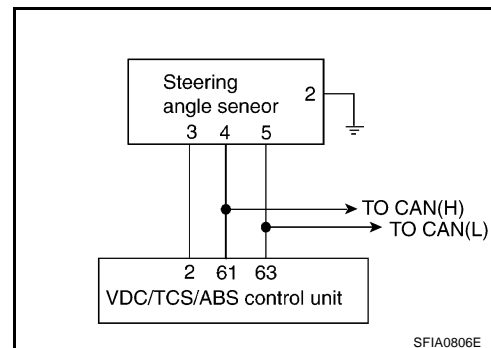 Steering
angle seneor
2
3 4 5
TO CAN(H)
TO CAN(L)
2 61 63
VDC/TCS/ABS control unit
SFIA0806E